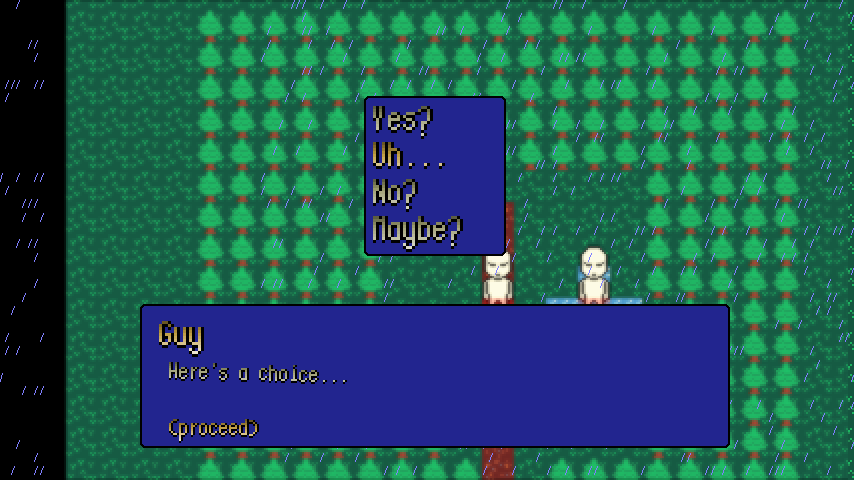 Yes?
Uh...
No?
Maybe?
Guy
Here's a choice...
(proceed)